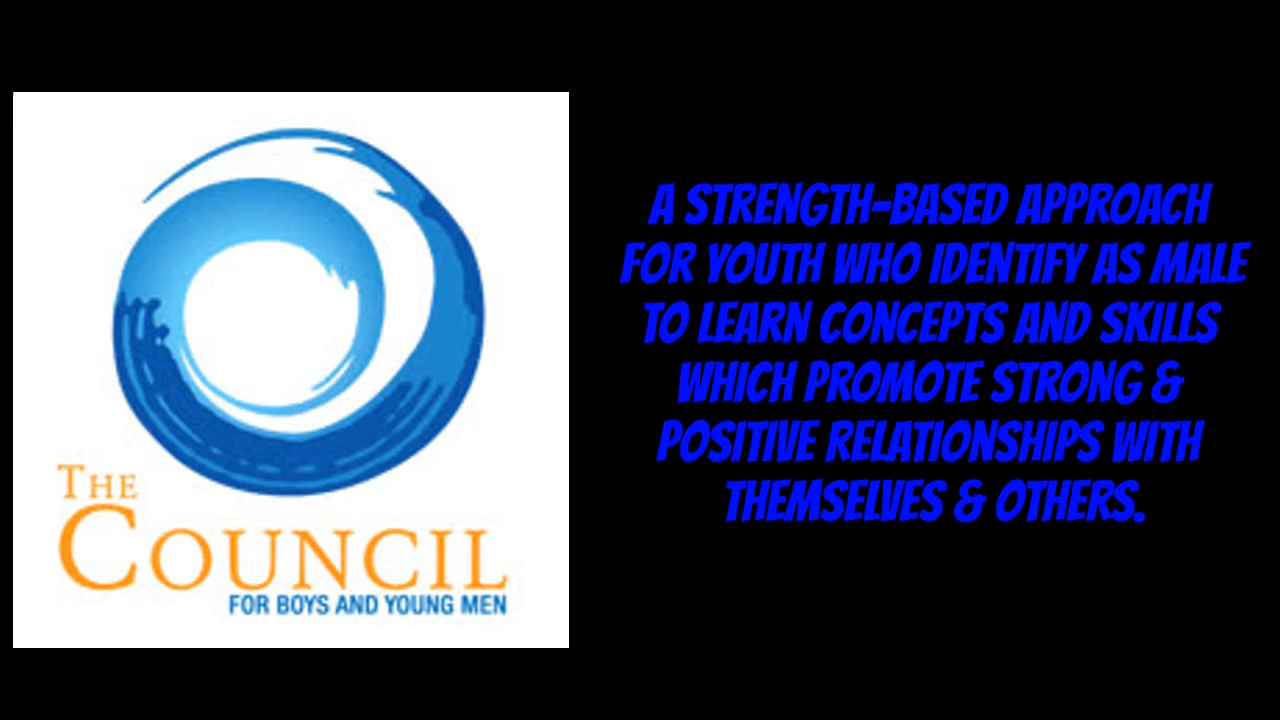 THE
COUNCIL
FOR BOYS AND YOUNG MEN
A STRENGTH-BASED APPROACH
FOR YOUTH WHO IDENTIFY AS MALE
TO LEARN CONCEPTS AND SKILLS
WHICH PROMOTE STRONG &
POSITIVE RELATIONSHIPS WITH
THEMSELVES & OTHERS.